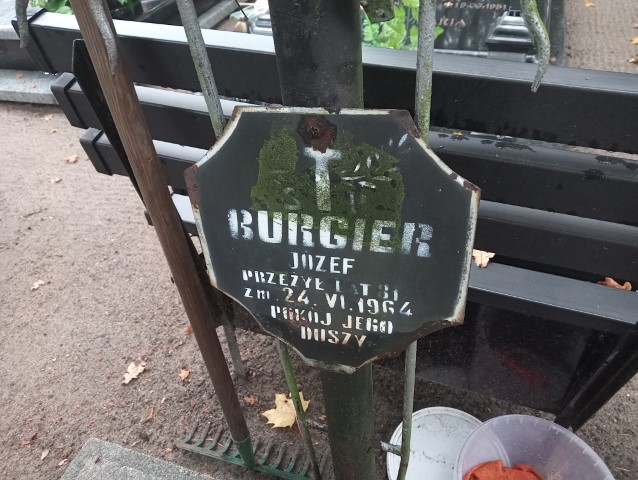 BURGIER
JÓZEF
PRZEŻYŁ LAT 81
ZM. 24. VI. 1964
POKÓJ JEGO
DUSZY